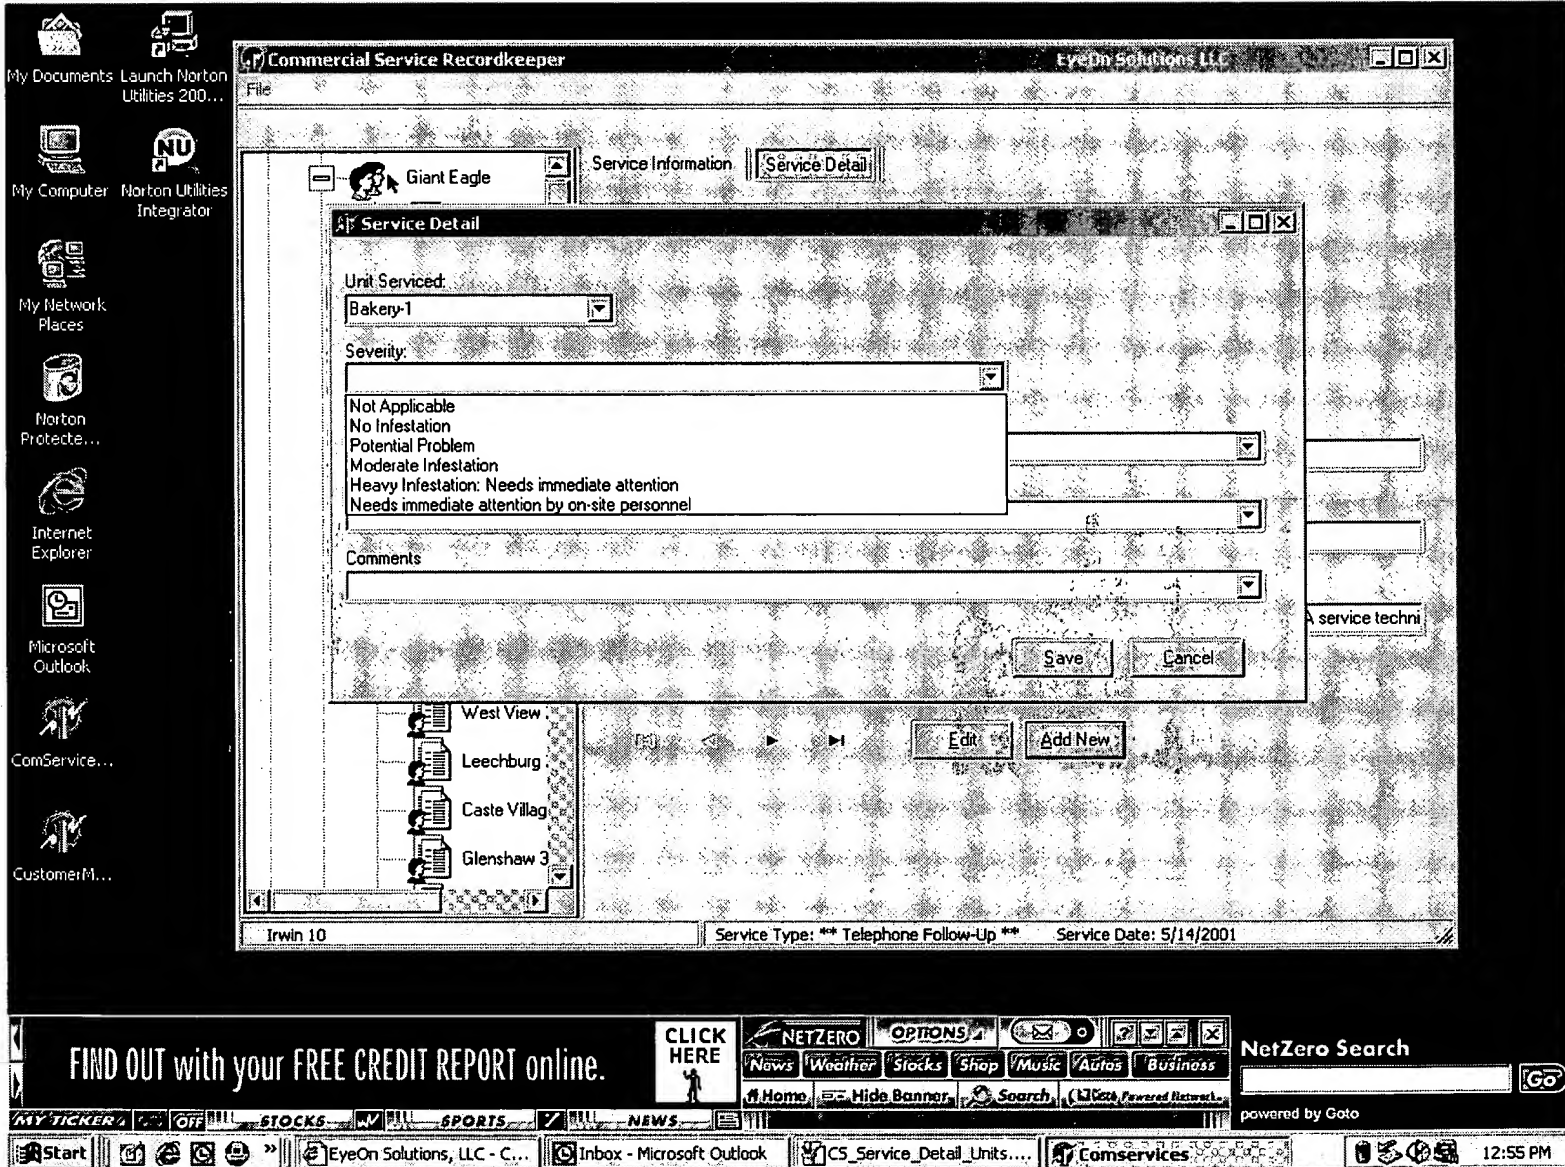 My Documents
Launch Norton
Utilities 200...
My Computer
Norton Utilities
Integrator
My Network
Places
Norton
Protecte...
Internet
Explorer
Microsoft
Outlook
ComService...
CustomerM...
Commercial Service Recordkeeper
EyeOn Solutions LLC
File
Giant Eagle
Service Information
Service Detail
Service Detail
Unit Serviced:
Bakery-1
Severity:
Not Applicable
No Infestation
Potential Problem
Moderate Infestation
Heavy Infestation: Needs immediate attention
Needs immediate attention by on-site personnel
Comments
A service techni
Save
Cancel
West View
Leechburg
Caste Villag
Glenshaw 3
Edit
Add New
Irwin 10
Service Type: ** Telephone Follow-Up **
Service Date: 5/14/2001
FIND OUT with your FREE CREDIT REPORT online.
CLICK
HERE
NETZERO
OPTIONS
News
Weather
Stocks
Shop
Music
Autos
Business
Home
Hide Banner
Search
NetZero Search
Go
powered by Goto
MY TICKER
OFF
STOCKS
SPORTS
NEWS
Start
EyeOn Solutions, LLC - C...
Inbox - Microsoft Outlook
CS_Service_Detail_Units....
Comservices
12:55 PM